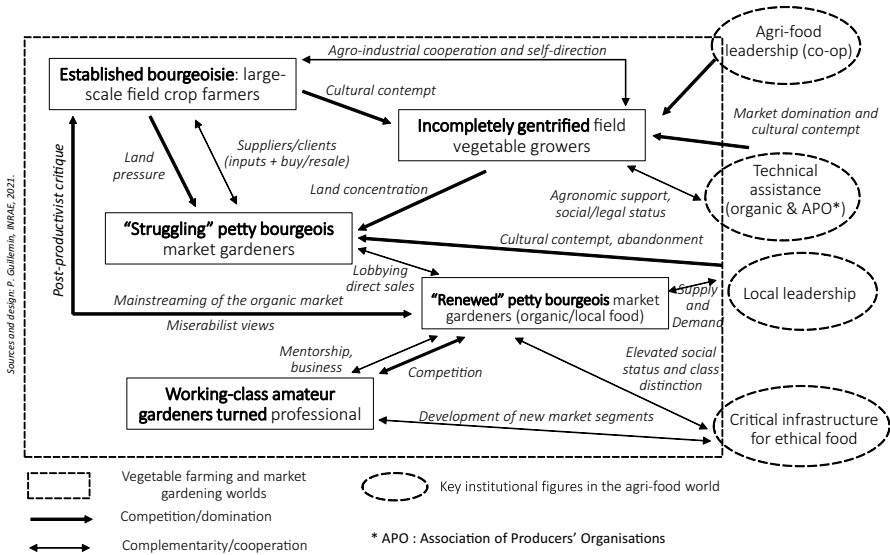 Agri-food
leadership (co-op)
Agro-industrial cooperation and self-direction
Established bourgeoisie: large-
scale field crop farmers
Cultural contempt
Market domination and
cultural contempt
Incompletely gentrified field
vegetable growers
Suppliers/clients
(inputs + buy/resale)
Land
pressure
Technical
assistance
(organic & APO*)
Land concentration
Agronomic support,
social/legal status
"Struggling" petty bourgeois
market gardeners
Cultural contempt, abandonment
Post-productivist critique
Sources and design: P. Guillemin, INRAE, 2021.
Lobbying
direct sales
Local leadership
Supply
and
Demand
Mainstreaming of the organic market
Miserabilist views
"Renewed" petty bourgeois market
gardeners (organic/local food)
Mentorship,
business
Competition
Elevated social
status and class
distinction
Working-class amateur
gardeners turned professional
Development of new market segments
Critical infrastructure
for ethical food
Vegetable farming and market
gardening worlds
Key institutional figures in the agri-food world
Competition/domination
Complementarity/cooperation
* APO : Association of Producers' Organisations